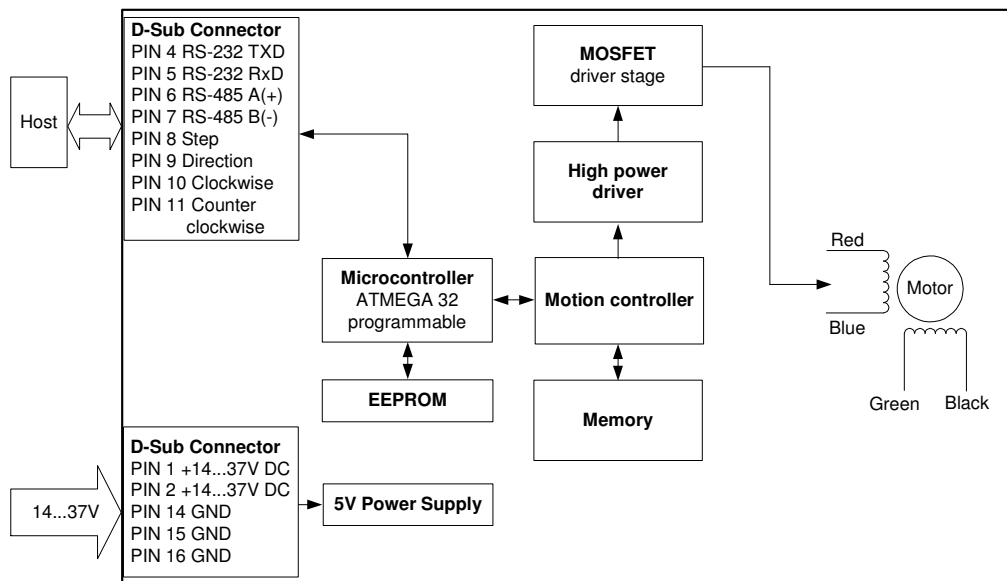 D-Sub Connector
PIN 4 RS-232 TXD
PIN 5 RS-232 RxD
PIN 6 RS-485 A(+)
PIN 7 RS-485 B(-)
PIN 8 Step
PIN 9 Direction
PIN 10 Clockwise
PIN 11 Counter
clockwise
Host
MOSFET
driver stage
High power
driver
Microcontroller
ATMEGA 32
programmable
Motion controller
EEPROM
Memory
Red
Blue
Motor
Green
Black
D-Sub Connector
PIN 1 +14...37V DC
PIN 2 +14...37V DC
PIN 14 GND
PIN 15 GND
PIN 16 GND
14...37V
5V Power Supply